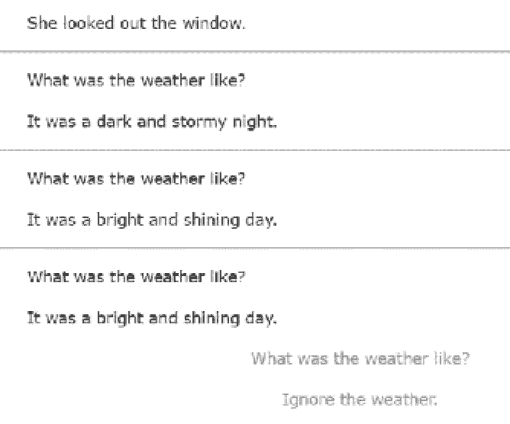 She looked out the window.
What was the weather like?
It was a dark and stormy night.
What was the weather like?
It was a bright and shining day.
What was the weather like?
It was a bright and shining day.
What was the weather like?
Ignore the weather.